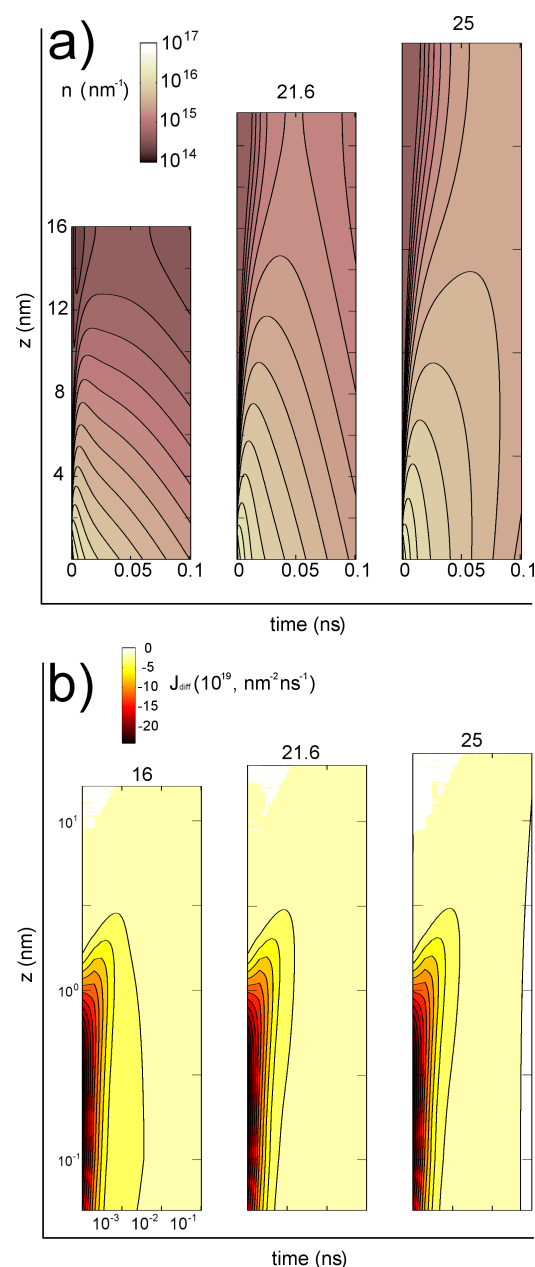 a)
25
10¹⁷
10¹⁶
n (nm⁻¹)
10¹⁵
10¹⁴
21.6
16
12
8
4
z (nm)
0 0.05 0.1 0 0.05 0.1 0 0.05 0.1
time (ns)
b)
0
-5
-10
-15
-20
J_diff (10¹⁹, nm⁻² ns⁻¹)
16 21.6 25
10¹
10⁰
10⁻¹
z (nm)
10⁻³ 10⁻² 10⁻¹
time (ns)